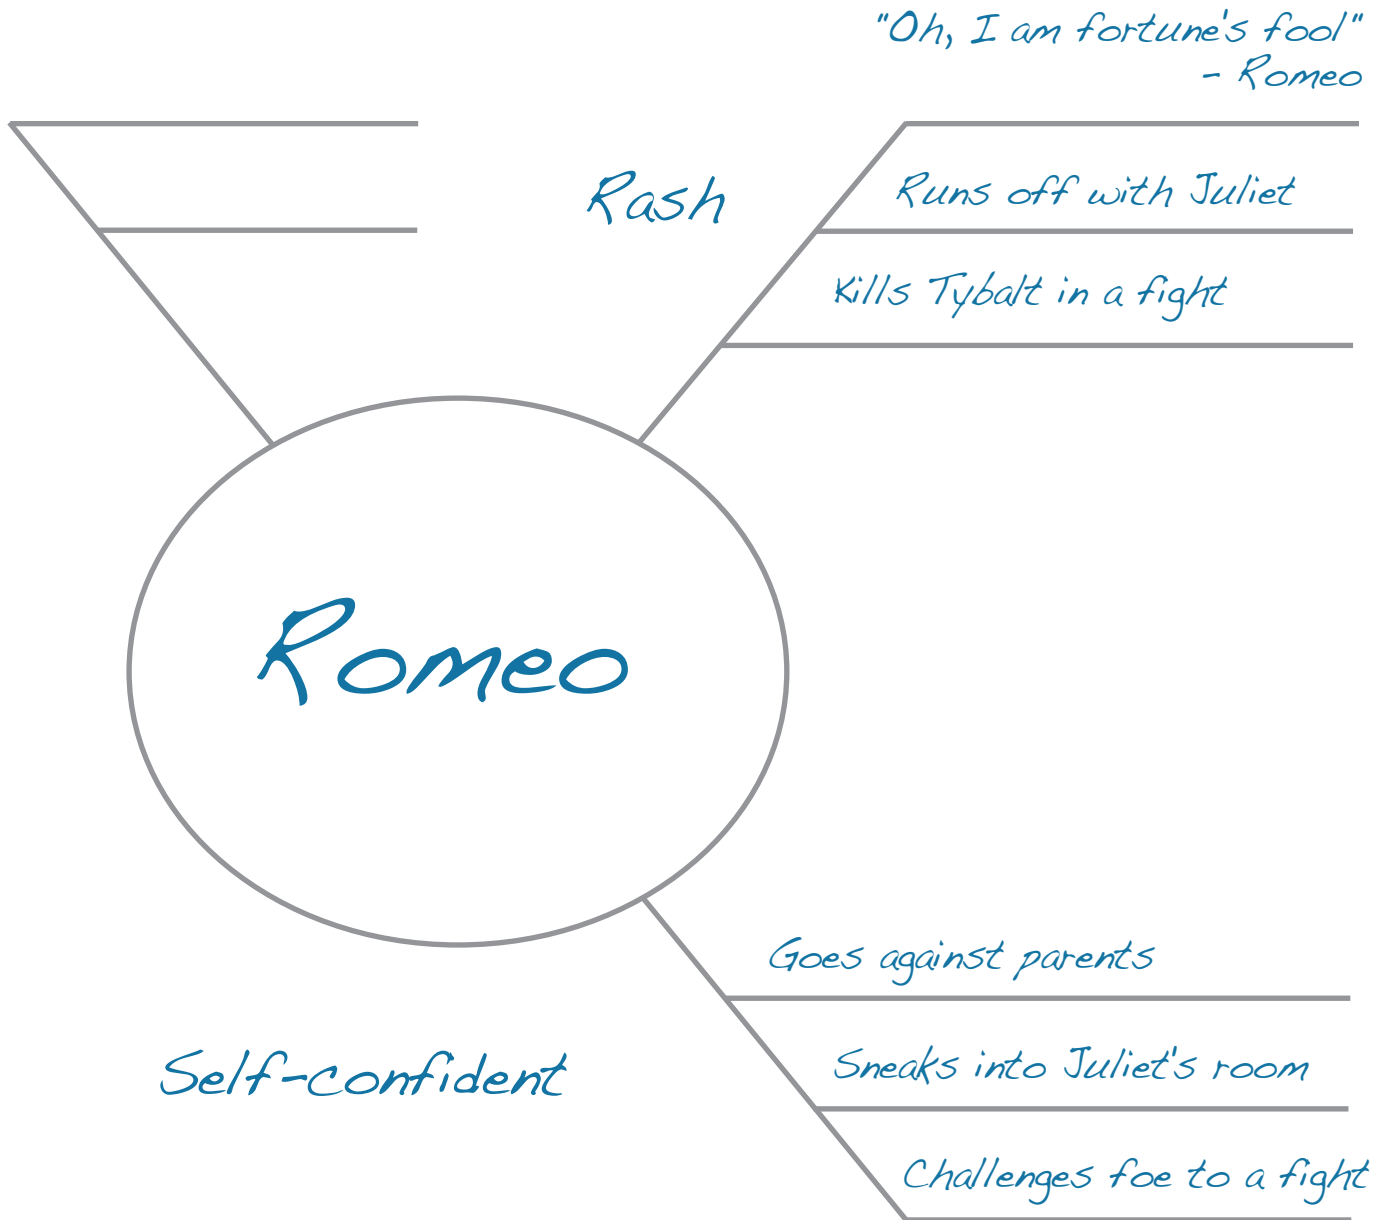 "Oh, I am fortune's fool"
- Romeo
Rash
Runs off with Juliet
Kills Tybalt in a fight
Romeo
Goes against parents
Self-confident
Sneaks into Juliet's room
Challenges foe to a fight